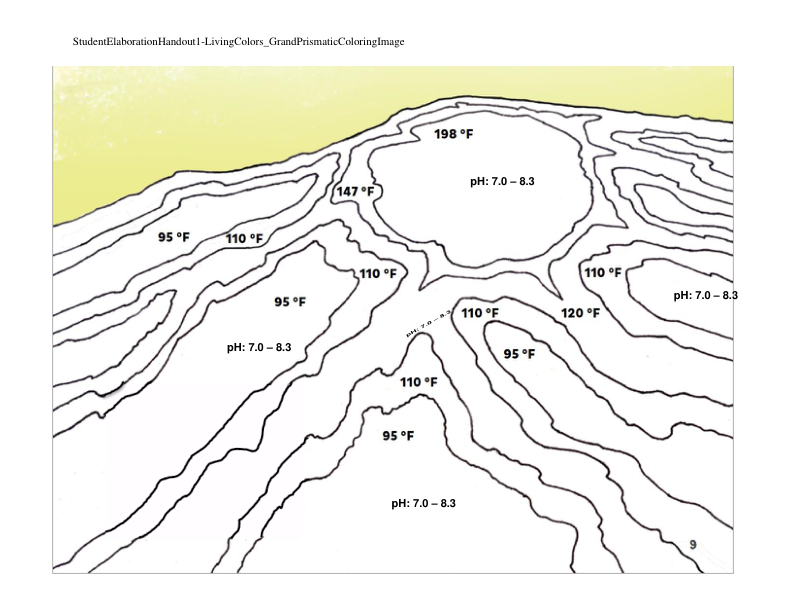 StudentElaborationHandout1-LivingColors_GrandPrismaticColoringImage
198 °F
pH: 7.0 – 8.3
147 °F
95 °F
110 °F
110 °F
110 °F
95 °F
pH: 7.0 – 8.3
110 °F
120 °F
pH: 7.0 – 8.3
pH: 7.0 – 8.3
95 °F
110 °F
95 °F
pH: 7.0 – 8.3
9